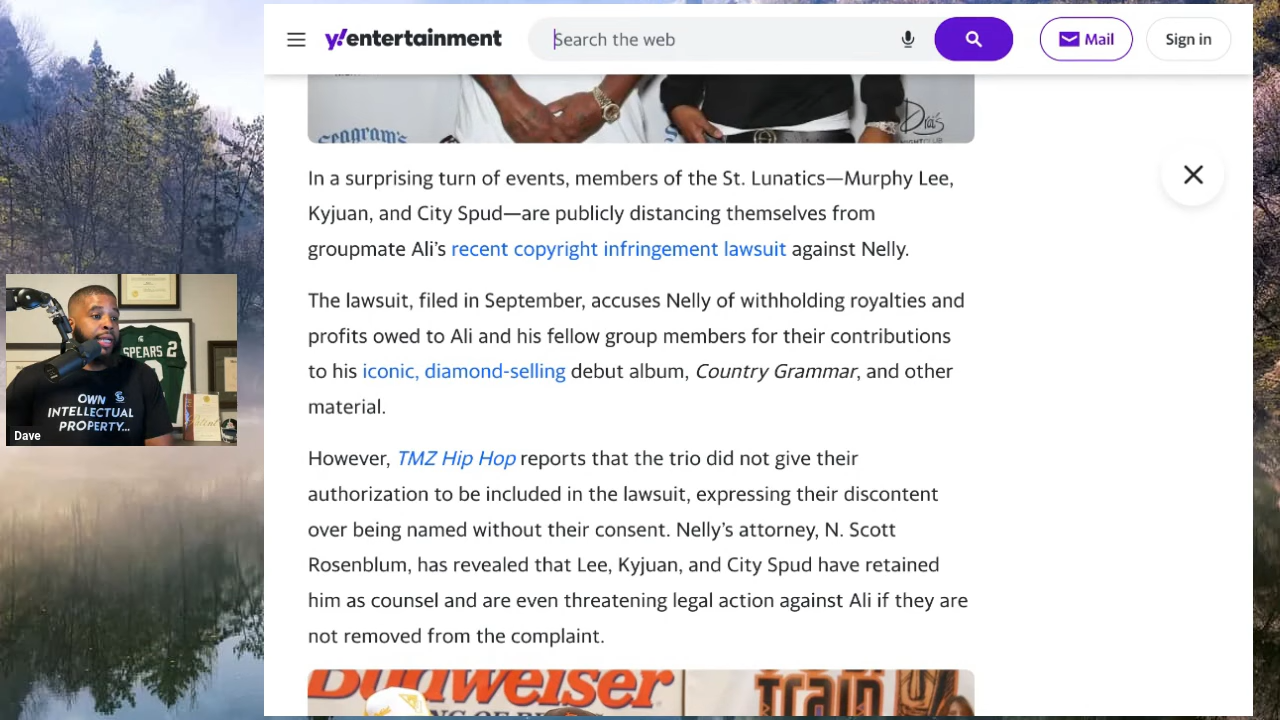 y!entertainment
Search the web
Mail
Sign in
Seagram's
Drai's
NIGHTCLUB
In a surprising turn of events, members of the St. Lunatics—Murphy Lee,
Kyjuan, and City Spud—are publicly distancing themselves from
groupmate Ali's recent copyright infringement lawsuit against Nelly.
The lawsuit, filed in September, accuses Nelly of withholding royalties and
profits owed to Ali and his fellow group members for their contributions
to his iconic, diamond-selling debut album, Country Grammar, and other
material.
However, TMZ Hip Hop reports that the trio did not give their
authorization to be included in the lawsuit, expressing their discontent
over being named without their consent. Nelly's attorney, N. Scott
Rosenblum, has revealed that Lee, Kyjuan, and City Spud have retained
him as counsel and are even threatening legal action against Ali if they are
not removed from the complaint.
SPEARS 2
OWN
INTELLECTUAL
PROPERTY...
Dave
Budweiser
KING OF BE
Train